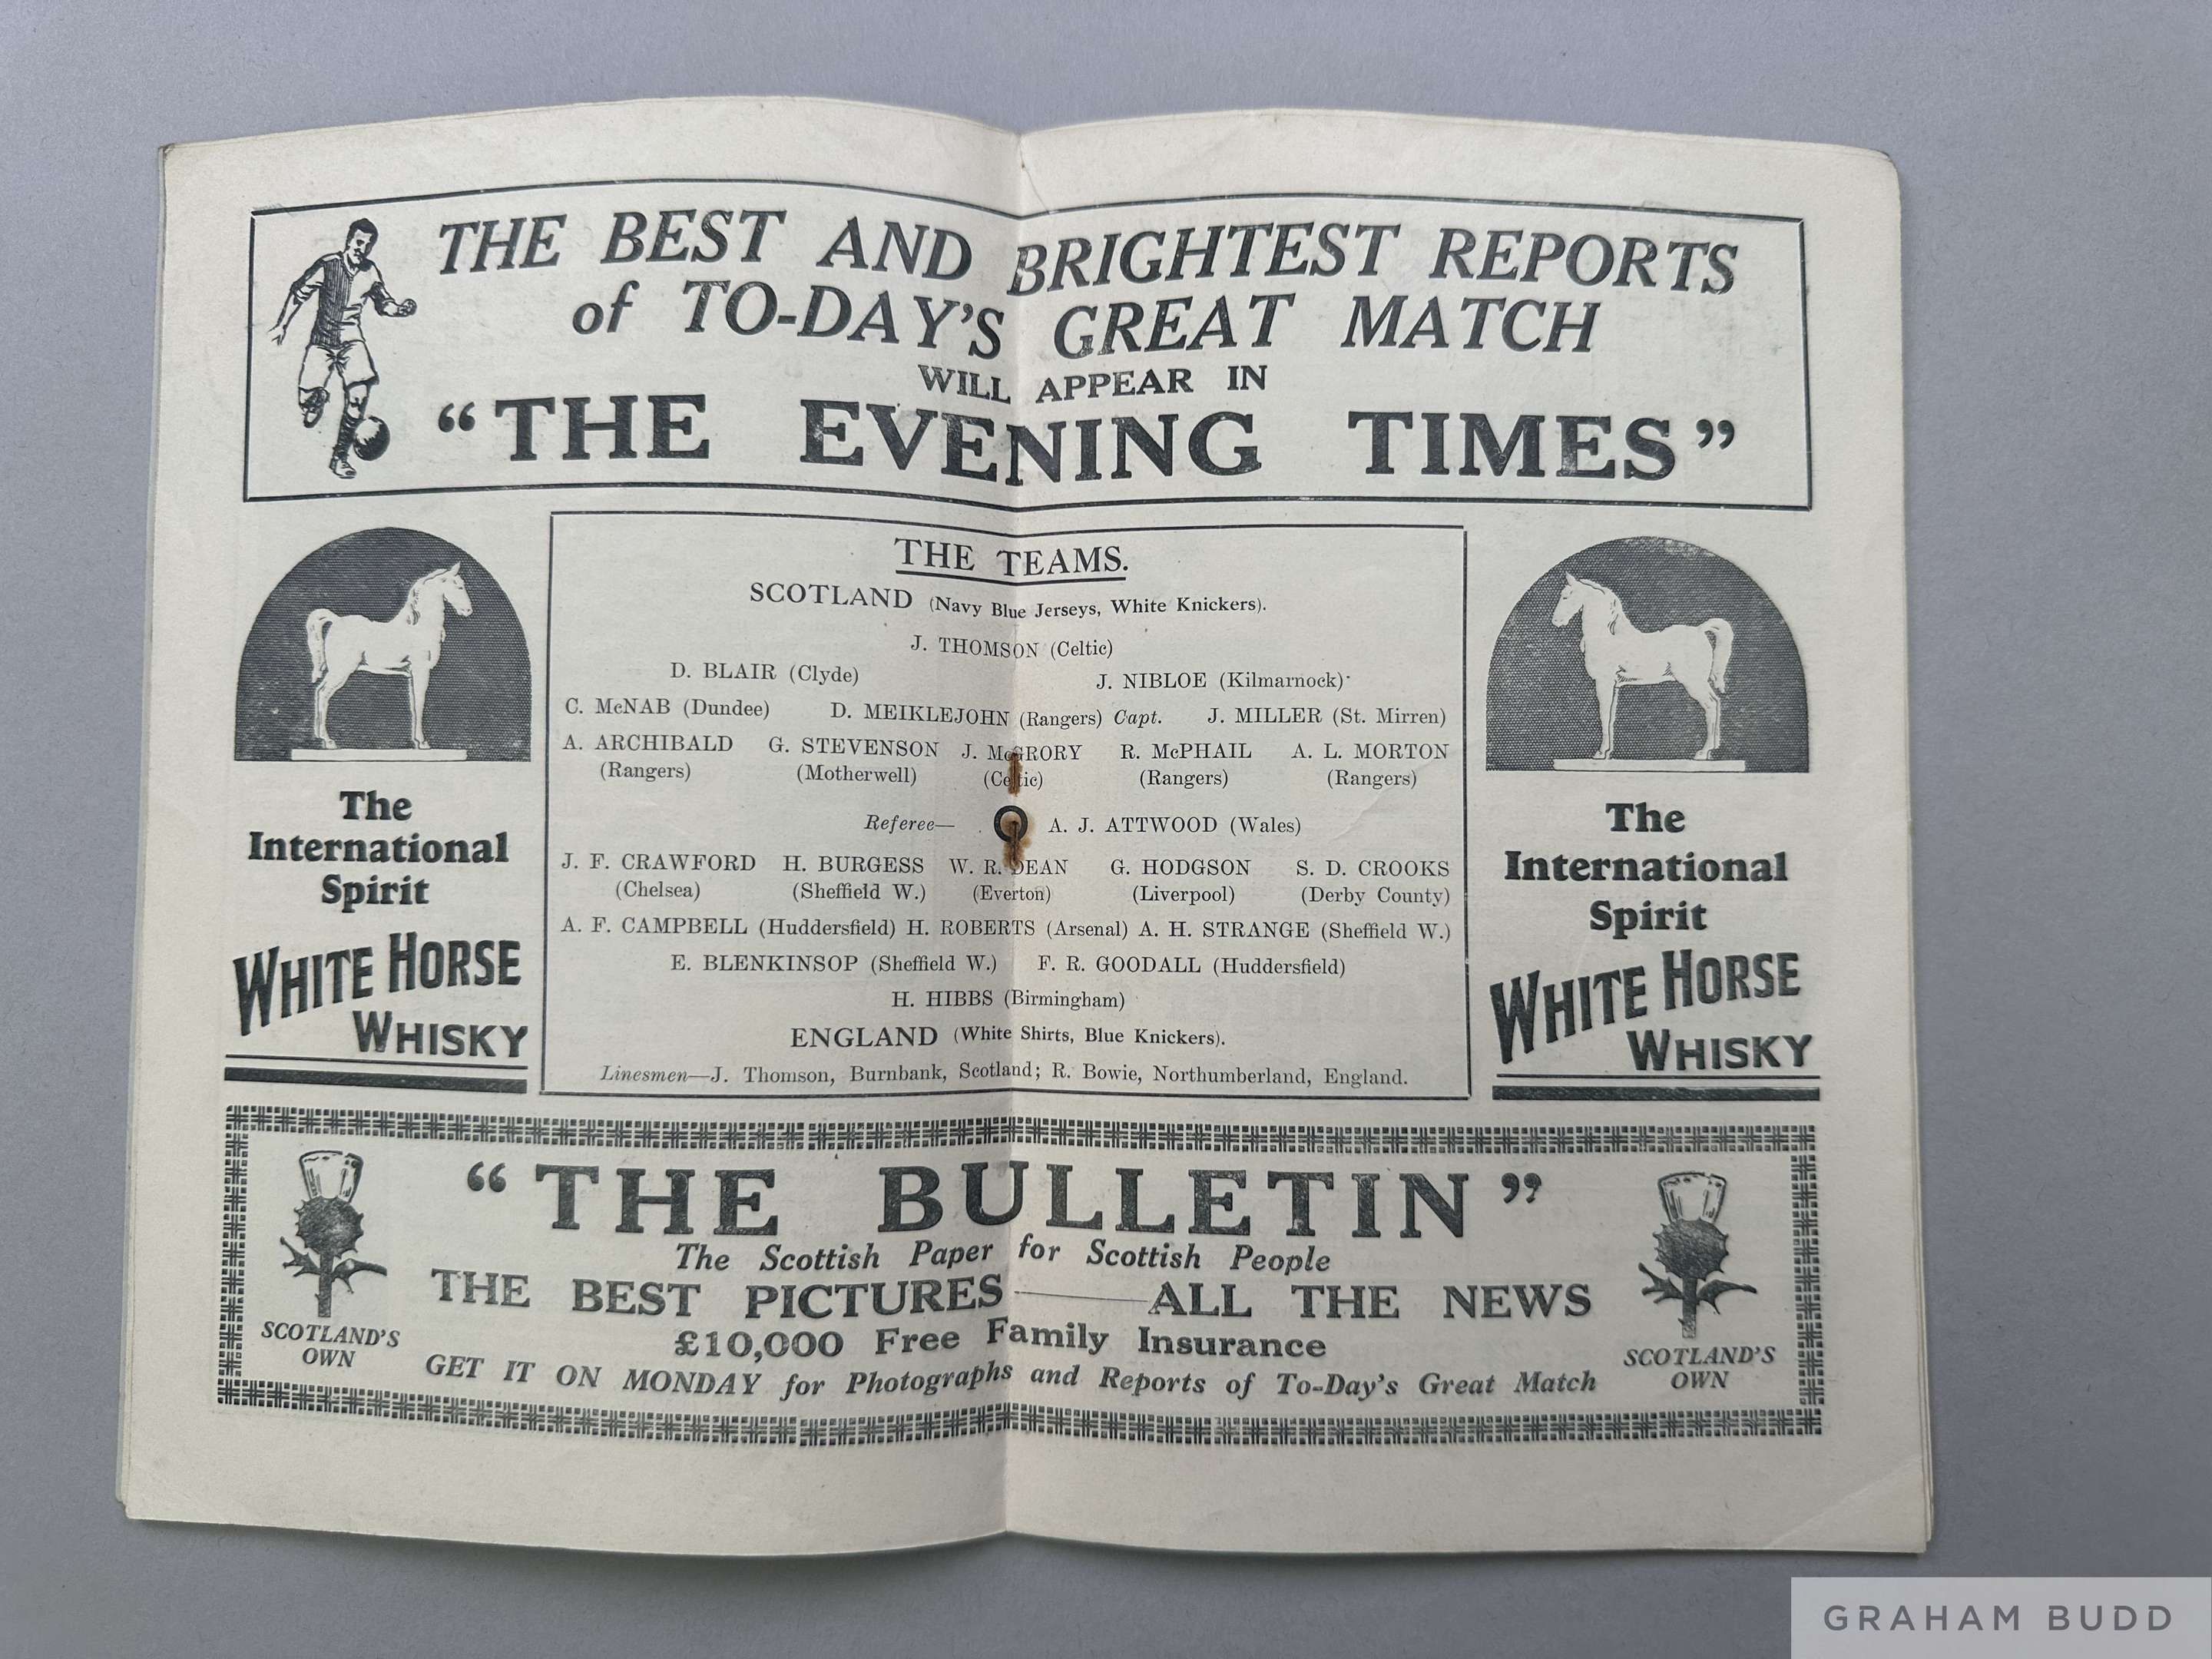 THE BEST AND BRIGHTEST REPORTS
of TO-DAY'S GREAT MATCH
WILL APPEAR IN
"THE EVENING TIMES"
The
International
Spirit
WHITE HORSE
WHISKY
THE TEAMS.
SCOTLAND (Navy Blue Jerseys, White Knickers).
J. THOMSON (Celtic)
D. BLAIR (Clyde) J. NIBLOE (Kilmarnock)
C. McNAB (Dundee) D. MEIKLEJOHN (Rangers) Capt. J. MILLER (St. Mirren)
A. ARCHIBALD G. STEVENSON J. McGRORY R. McPHAIL A. L. MORTON
(Rangers) (Motherwell) (Celtic) (Rangers) (Rangers)
Referee— A. J. ATTWOOD (Wales)
J. F. CRAWFORD H. BURGESS W. R. DEAN G. HODGSON S. D. CROOKS
(Chelsea) (Sheffield W.) (Everton) (Liverpool) (Derby County)
A. F. CAMPBELL (Huddersfield) H. ROBERTS (Arsenal) A. H. STRANGE (Sheffield W.)
E. BLENKINSOP (Sheffield W.) F. R. GOODALL (Huddersfield)
H. HIBBS (Birmingham)
ENGLAND (White Shirts, Blue Knickers).
Linesmen—J. Thomson, Burnbank, Scotland; R. Bowie, Northumberland, England.
The
International
Spirit
WHITE HORSE
WHISKY
"THE BULLETIN"
The Scottish Paper for Scottish People
THE BEST PICTURES—ALL THE NEWS
£10,000 Free Family Insurance
GET IT ON MONDAY for Photographs and Reports of To-Day's Great Match
SCOTLAND'S
OWN
SCOTLAND'S
OWN
GRAHAM BUDD